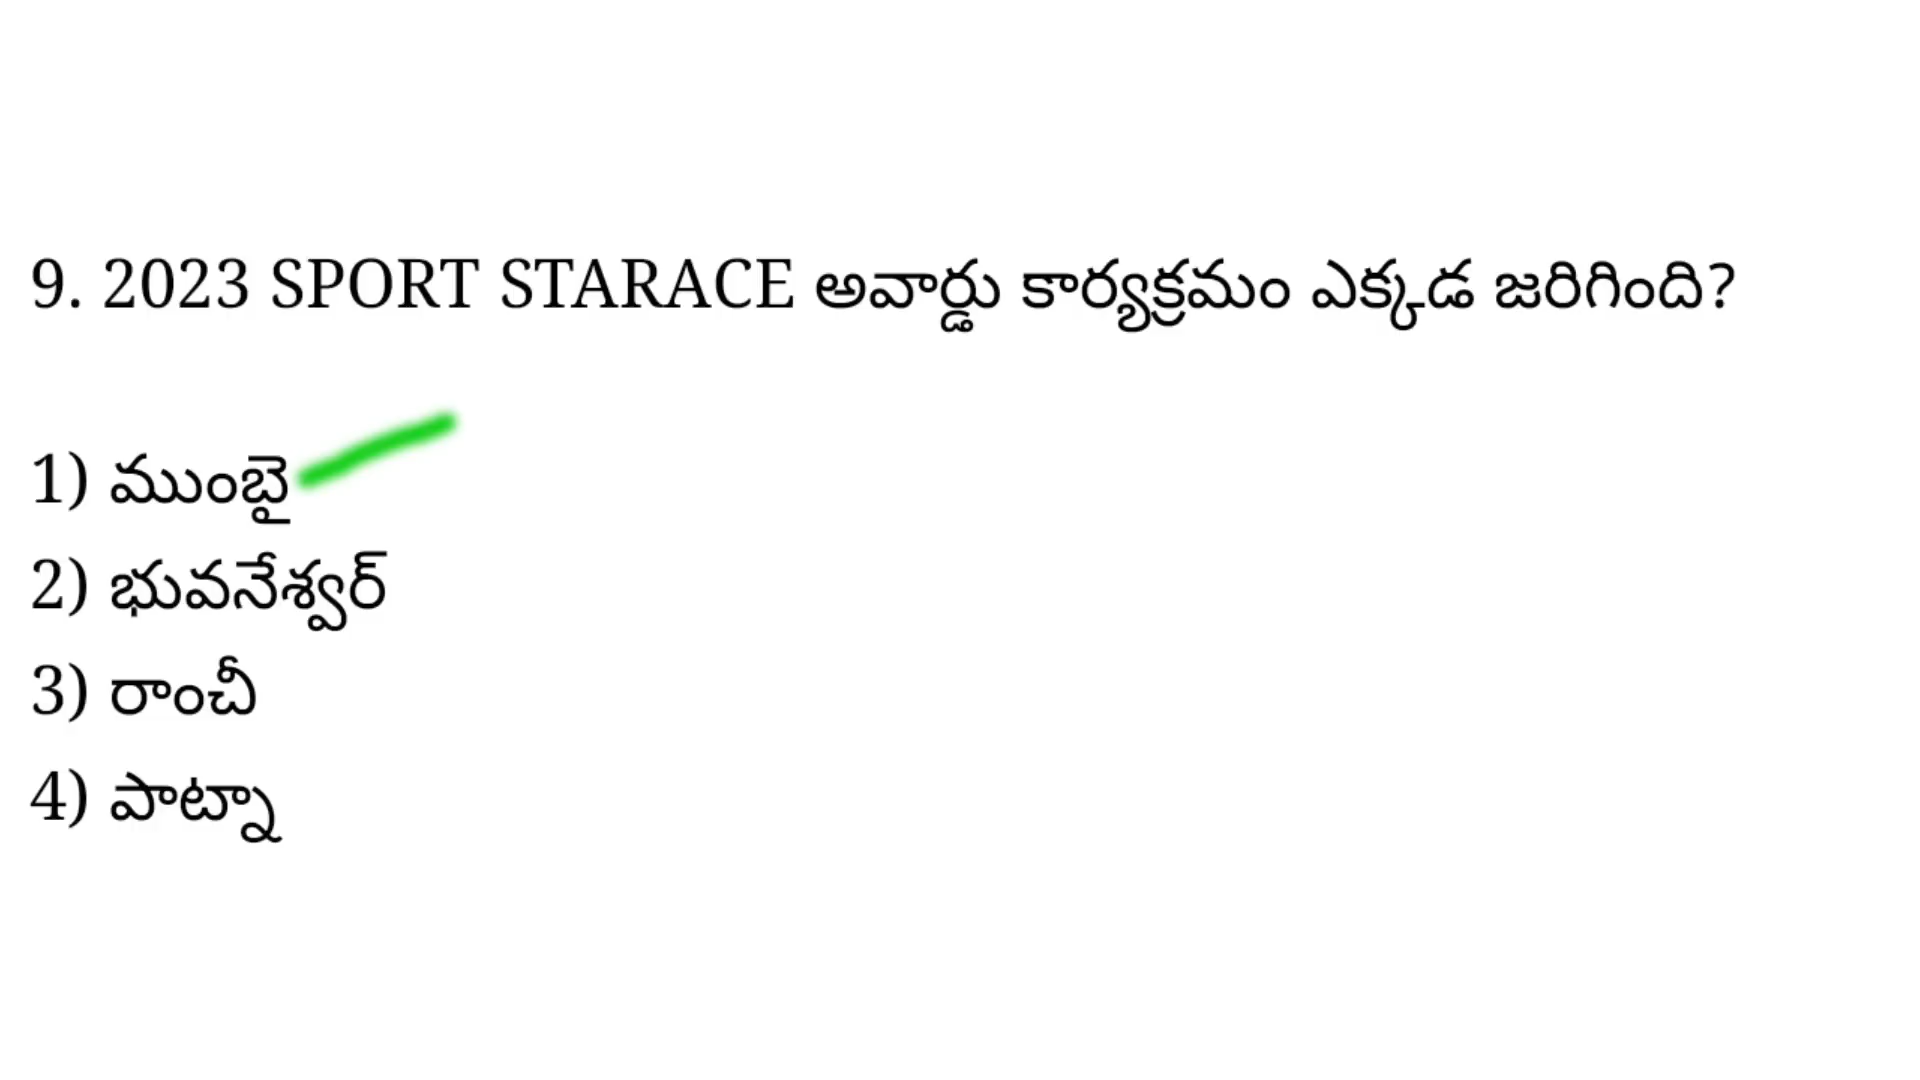 9. 2023 SPORT STARACE అవార్డు కార్యక్రమం ఎక్కడ జరిగింది?
1) ముంబై
2) భువనేశ్వర్
3) రాంచీ
4) పాట్నా